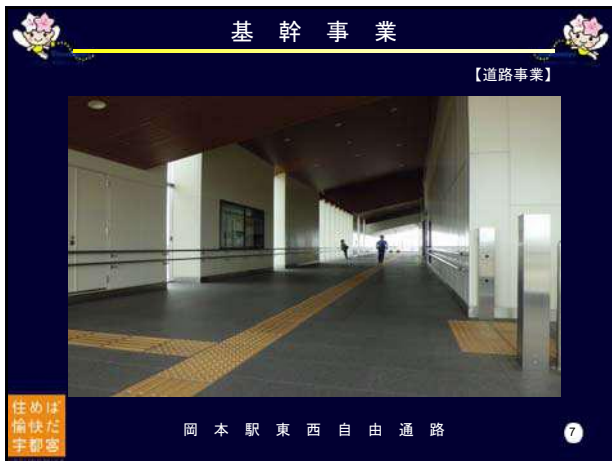 基幹事業
【道路事業】
住めば
愉快だ
宇都宮
岡本駅東西自由通路
7